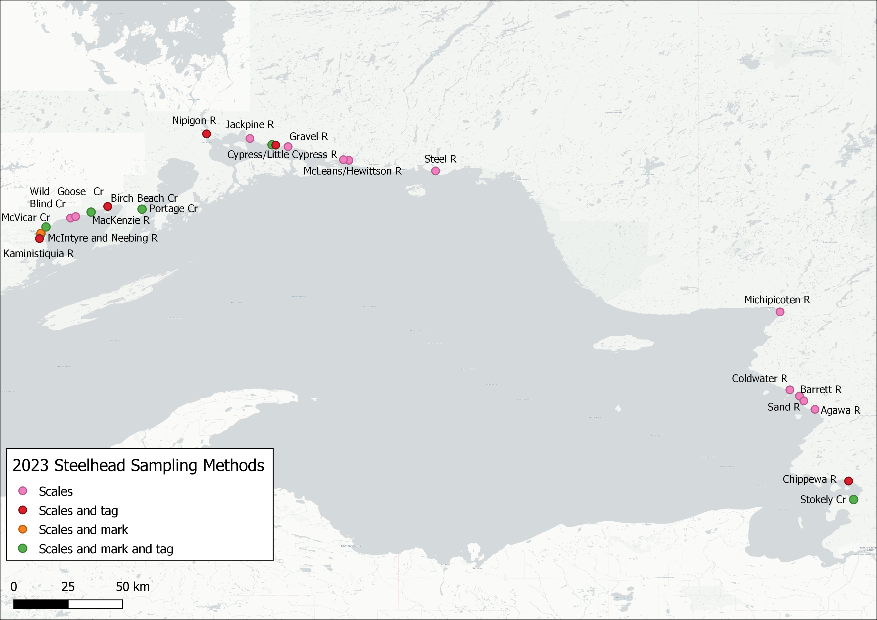 Nipigon R
Jackpine R
Gravel R
Cypress/Little Cypress R
McLeans/Hewittson R
Steel R
Wild Goose Cr
Blind Cr
Birch Beach Cr
Portage Cr
McVicar Cr
MacKenzie R
McIntyre and Neebing R
Kaministiquia R
Michipicoten R
Coldwater R
Barrett R
Sand R
Agawa R
Chippewa R
Stokely Cr
2023 Steelhead Sampling Methods
Scales
Scales and tag
Scales and mark
Scales and mark and tag
0 25 50 km